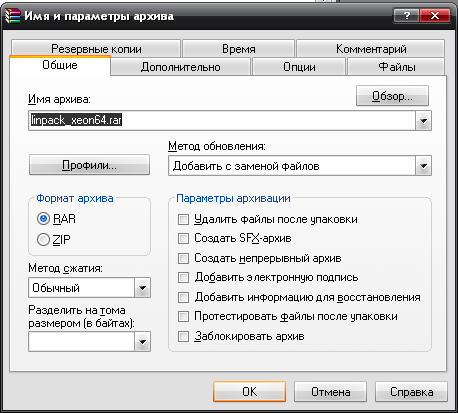 Имя и параметры архива
Резервные копии
Время
Комментарий
Общие
Дополнительно
Опции
Файлы
Имя архива:
Обзор...
linpack_xeon64.rar
Метод обновления:
Профили...
Добавить с заменой файлов
Формат архива
RAR
ZIP
Метод сжатия:
Обычный
Разделить на тома
размером (в байтах):
Параметры архивации
Удалить файлы после упаковки
Создать SFX-архив
Создать непрерывный архив
Добавить электронную подпись
Добавить информацию для восстановления
Протестировать файлы после упаковки
Заблокировать архив
OK
Отмена
Справка